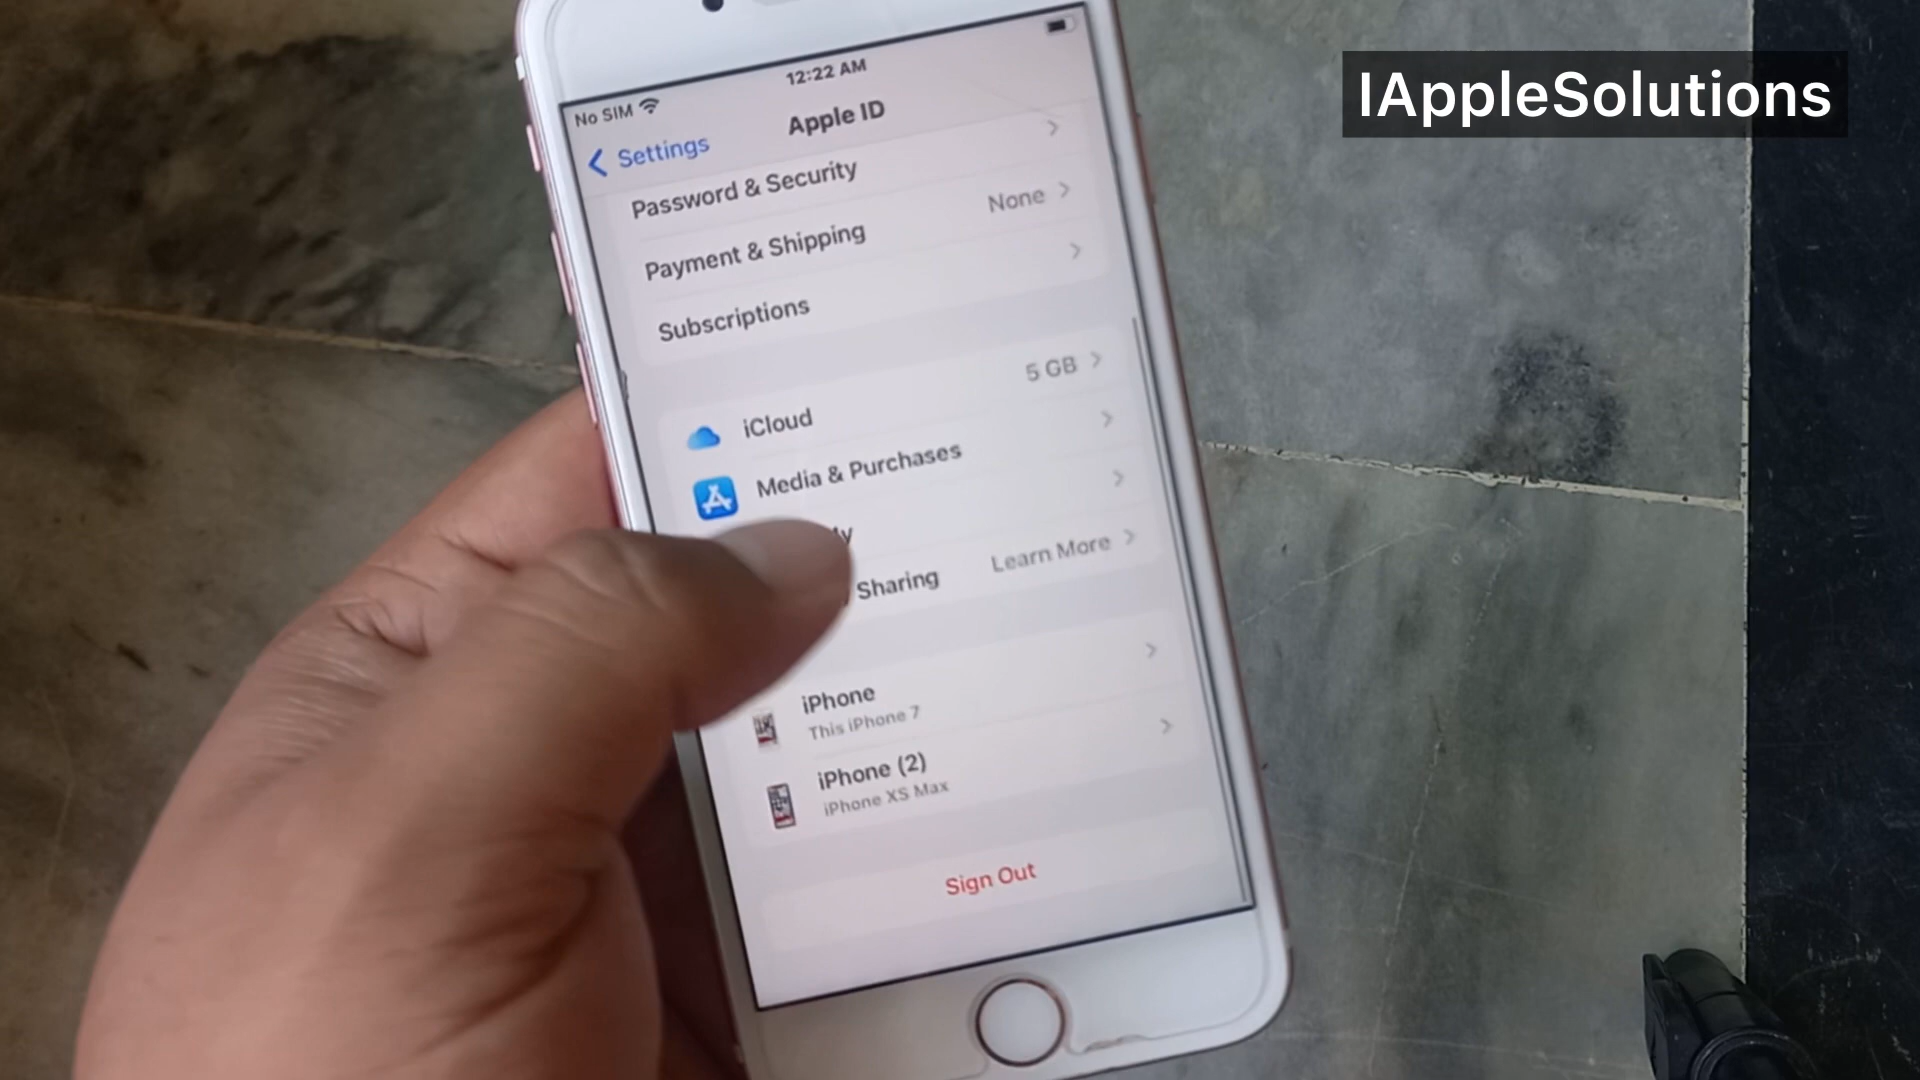 IAppleSolutions
12:22 AM
No SIM
Settings
Apple ID
Password & Security
Payment & Shipping
None
Subscriptions
iCloud
5 GB
Media & Purchases
Sharing
Learn More
iPhone
This iPhone 7
iPhone (2)
iPhone XS Max
Sign Out